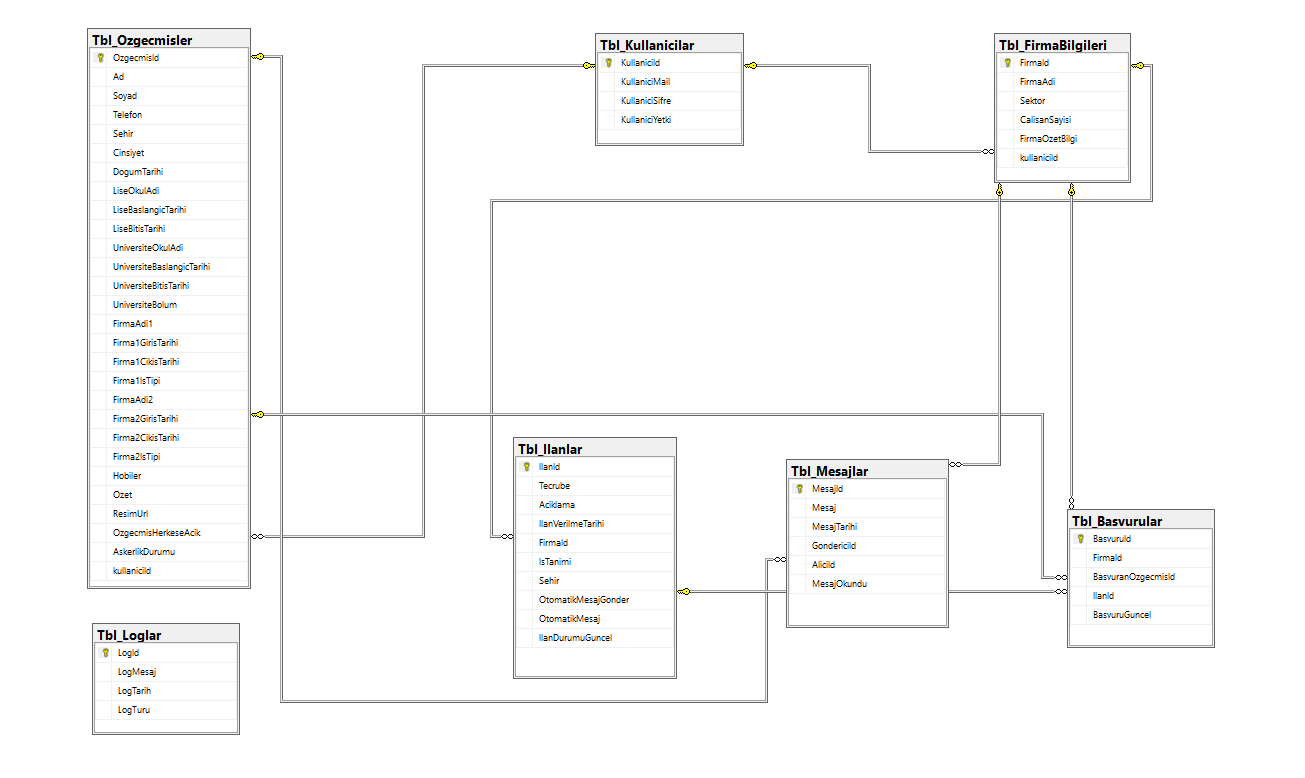 Tbl_Ozgecmisler
OzgecmisId
Ad
Soyad
Telefon
Sehir
Cinsiyet
DogumTarihi
LiseOkulAdi
LiseBaslangicTarihi
LiseBitisTarihi
UniversiteOkulAdi
UniversiteBaslangicTarihi
UniversiteBitisTarihi
UniversiteBolum
FirmaAdi1
Firma1GirisTarihi
Firma1CikisTarihi
Firma1IsTipi
FirmaAdi2
Firma2GirisTarihi
Firma2CikisTarihi
Firma2IsTipi
Hobiler
Ozet
ResimUrl
OzgecmisHerkeseAcik
AskerlikDurumu
kullaniciId
Tbl_Kullanicilar
KullaniciId
KullaniciMail
KullaniciSifre
KullaniciYetki
Tbl_FirmaBilgileri
FirmaId
FirmaAdi
Sektor
CalisanSayisi
FirmaOzetBilgi
kullaniciId
Tbl_Ilanlar
IlanId
Tecrube
Aciklama
IlanVerilmeTarihi
FirmaId
IsTanimi
Sehir
OtomatikMesajGonder
OtomatikMesaj
IlanDurumuGuncel
Tbl_Mesajlar
MesajId
Mesaj
MesajTarihi
GondericiId
AliciId
MesajOkundu
Tbl_Basvurular
BasvuruId
FirmaId
BasvuranOzgecmisId
IlanId
BasvuruGuncel
Tbl_Loglar
LogId
LogMesaj
LogTarih
LogTuru